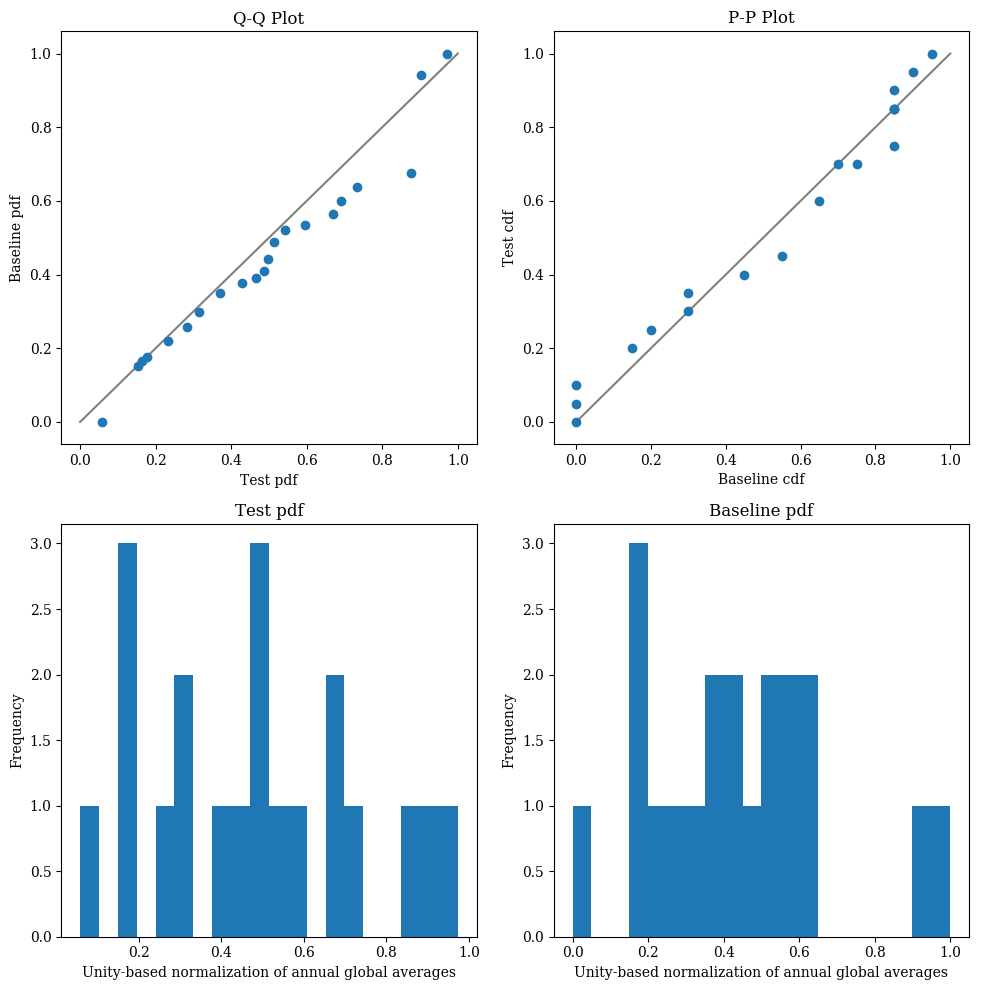 Q-Q Plot
Baseline pdf
1.0
0.8
0.6
0.4
0.2
0.0
0.0 0.2 0.4 0.6 0.8 1.0
Test pdf
P-P Plot
Test cdf
1.0
0.8
0.6
0.4
0.2
0.0
0.0 0.2 0.4 0.6 0.8 1.0
Baseline cdf
Test pdf
Frequency
3.0
2.5
2.0
1.5
1.0
0.5
0.0
0.2 0.4 0.6 0.8 1.0
Unity-based normalization of annual global averages
Baseline pdf
Frequency
3.0
2.5
2.0
1.5
1.0
0.5
0.0
0.0 0.2 0.4 0.6 0.8 1.0
Unity-based normalization of annual global averages